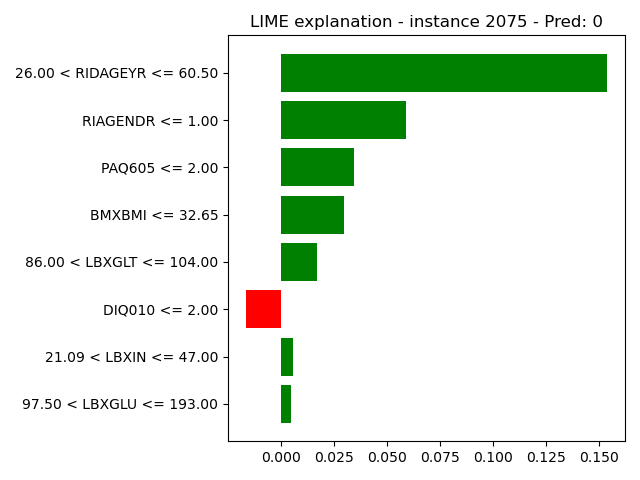 LIME explanation - instance 2075 - Pred: 0
26.00 < RIDAGEYR <= 60.50
RIAGENDR <= 1.00
PAQ605 <= 2.00
BMXBMI <= 32.65
86.00 < LBXGLT <= 104.00
DIQ010 <= 2.00
21.09 < LBXIN <= 47.00
97.50 < LBXGLU <= 193.00
0.000 0.025 0.050 0.075 0.100 0.125 0.150